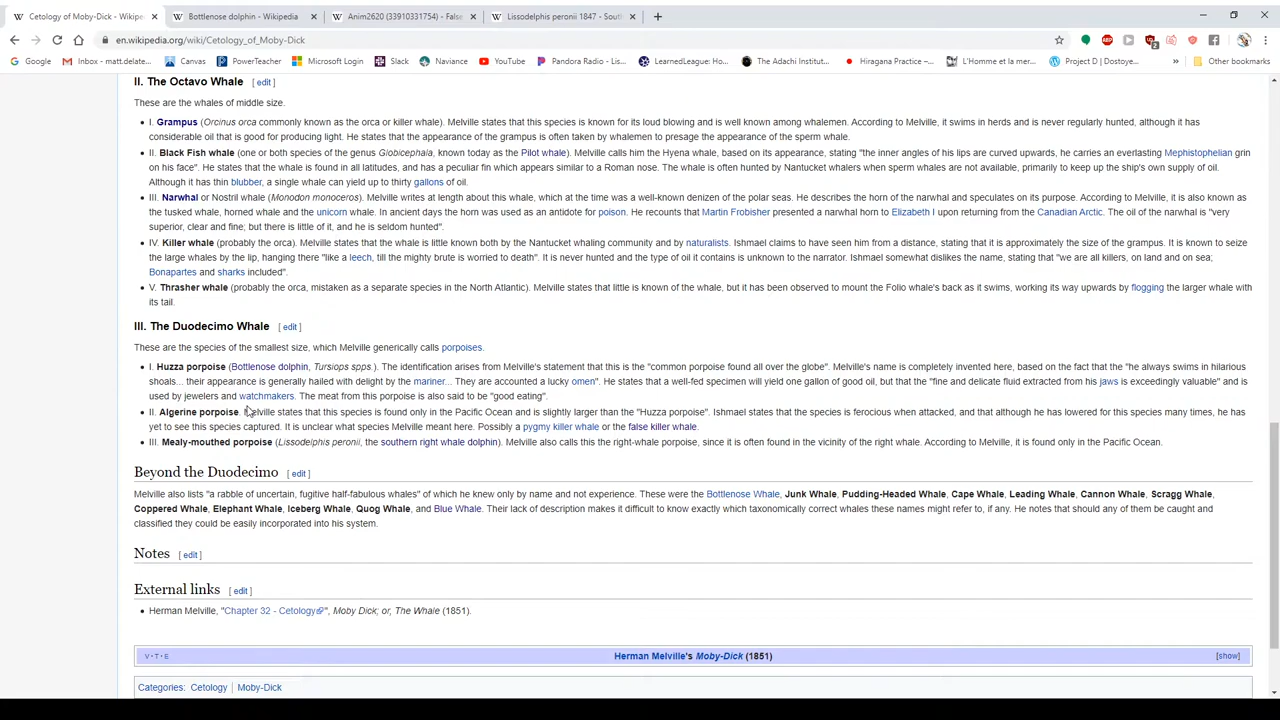 Cetology of Moby-Dick - Wikipe
Bottlenose dolphin - Wikipedia
Anim2620 (33910331754) - False
Lissodelphis peronii 1847 - South
en.wikipedia.org/wiki/Cetology_of_Moby-Dick
Google
Inbox - matt.delate...
Canvas
PowerTeacher
Microsoft Login
Slack
Naviance
YouTube
Pandora Radio - Lis...
LearnedLeague: Ho...
The Adachi Institut...
Hiragana Practice –...
L'Homme et la mer...
Project D | Dostoye...
»
Other bookmarks
II. The Octavo Whale [ edit ]
These are the whales of middle size.
• I. Grampus (Orcinus orca commonly known as the orca or killer whale). Melville states that this species is known for its loud blowing and is well known among whalemen. According to Melville, it swims in herds and is never regularly hunted, although it has
considerable oil that is good for producing light. He states that the appearance of the grampus is often taken by whalemen to presage the appearance of the sperm whale.
• II. Black Fish whale (one or both species of the genus Globicephala, known today as the Pilot whale). Melville calls him the Hyena whale, based on its appearance, stating "the inner angles of his lips are curved upwards, he carries an everlasting Mephistophelian grin
on his face". He states that the whale is found in all latitudes, and has a peculiar fin which appears similar to a Roman nose. The whale is often hunted by Nantucket whalers when sperm whales are not available, primarily to keep up the ship's own supply of oil.
Although it has thin blubber, a single whale can yield up to thirty gallons of oil.
• III. Narwhal or Nostril whale (Monodon monoceros). Melville writes at length about this whale, which at the time was a well-known denizen of the polar seas. He describes the horn of the narwhal and speculates on its purpose. According to Melville, it is also known as
the tusked whale, horned whale and the unicorn whale. In ancient days the horn was used as an antidote for poison. He recounts that Martin Frobisher presented a narwhal horn to Elizabeth I upon returning from the Canadian Arctic. The oil of the narwhal is "very
superior, clear and fine; but there is little of it, and he is seldom hunted".
• IV. Killer whale (probably the orca). Melville states that the whale is little known both by the Nantucket whaling community and by naturalists. Ishmael claims to have seen him from a distance, stating that it is approximately the size of the grampus. It is known to seize
the large whales by the lip, hanging there "like a leech, till the mighty brute is worried to death". It is never hunted and the type of oil it contains is unknown to the narrator. Ishmael somewhat dislikes the name, stating that "we are all killers, on land and on sea;
Bonapartes and sharks included".
• V. Thrasher whale (probably the orca, mistaken as a separate species in the North Atlantic). Melville states that little is known of the whale, but it has been observed to mount the Folio whale's back as it swims, working its way upwards by flogging the larger whale with
its tail.
III. The Duodecimo Whale [ edit ]
These are the species of the smallest size, which Melville generically calls porpoises.
• I. Huzza porpoise (Bottlenose dolphin, Tursiops spps.). The identification arises from Melville's statement that this is the "common porpoise found all over the globe". Melville's name is completely invented here, based on the fact that the "he always swims in hilarious
shoals... their appearance is generally hailed with delight by the mariner... They are accounted a lucky omen". He states that a well-fed specimen will yield one gallon of good oil, but that the "fine and delicate fluid extracted from his jaws is exceedingly valuable" and is
used by jewelers and watchmakers. The meat from this porpoise is also said to be "good eating".
• II. Algerine porpoise. Melville states that this species is found only in the Pacific Ocean and is slightly larger than the "Huzza porpoise". Ishmael states that the species is ferocious when attacked, and that although he has lowered for this species many times, he has
yet to see this species captured. It is unclear what species Melville meant here. Possibly a pygmy killer whale or the false killer whale.
• III. Mealy-mouthed porpoise (Lissodelphis peronii, the southern right whale dolphin). Melville also calls this the right-whale porpoise, since it is often found in the vicinity of the right whale. According to Melville, it is found only in the Pacific Ocean.
Beyond the Duodecimo [ edit ]
Melville also lists "a rabble of uncertain, fugitive half-fabulous whales" of which he knew only by name and not experience. These were the Bottlenose Whale, Junk Whale, Pudding-Headed Whale, Cape Whale, Leading Whale, Cannon Whale, Scragg Whale,
Coppered Whale, Elephant Whale, Iceberg Whale, Quog Whale, and Blue Whale. Their lack of description makes it difficult to know exactly which taxonomically correct whales these names might refer to, if any. He notes that should any of them be caught and
classified they could be easily incorporated into his system.
Notes [ edit ]
External links [ edit ]
• Herman Melville, "Chapter 32 - Cetology", Moby Dick; or, The Whale (1851).
V · T · E
Herman Melville's Moby-Dick (1851)
[show]
Categories: Cetology | Moby-Dick